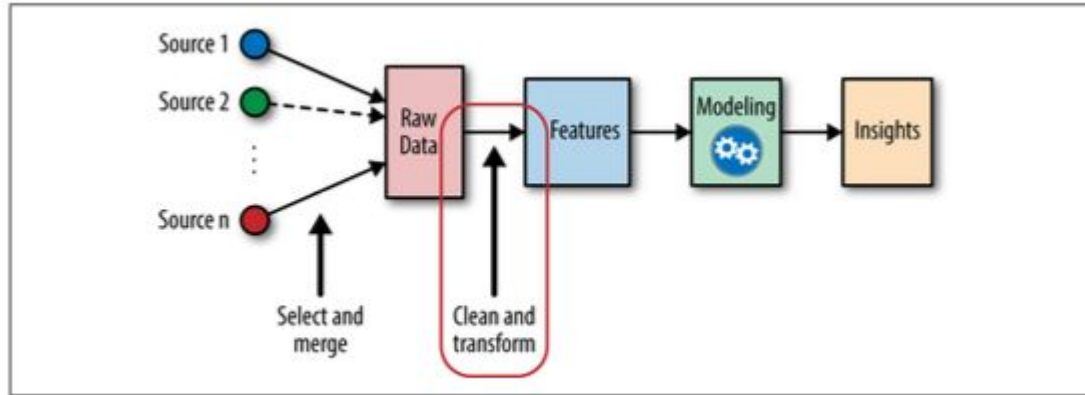 Source 1
Source 2
Source n
Raw
Data
Features
Modeling
Insights
Select and
merge
Clean and
transform